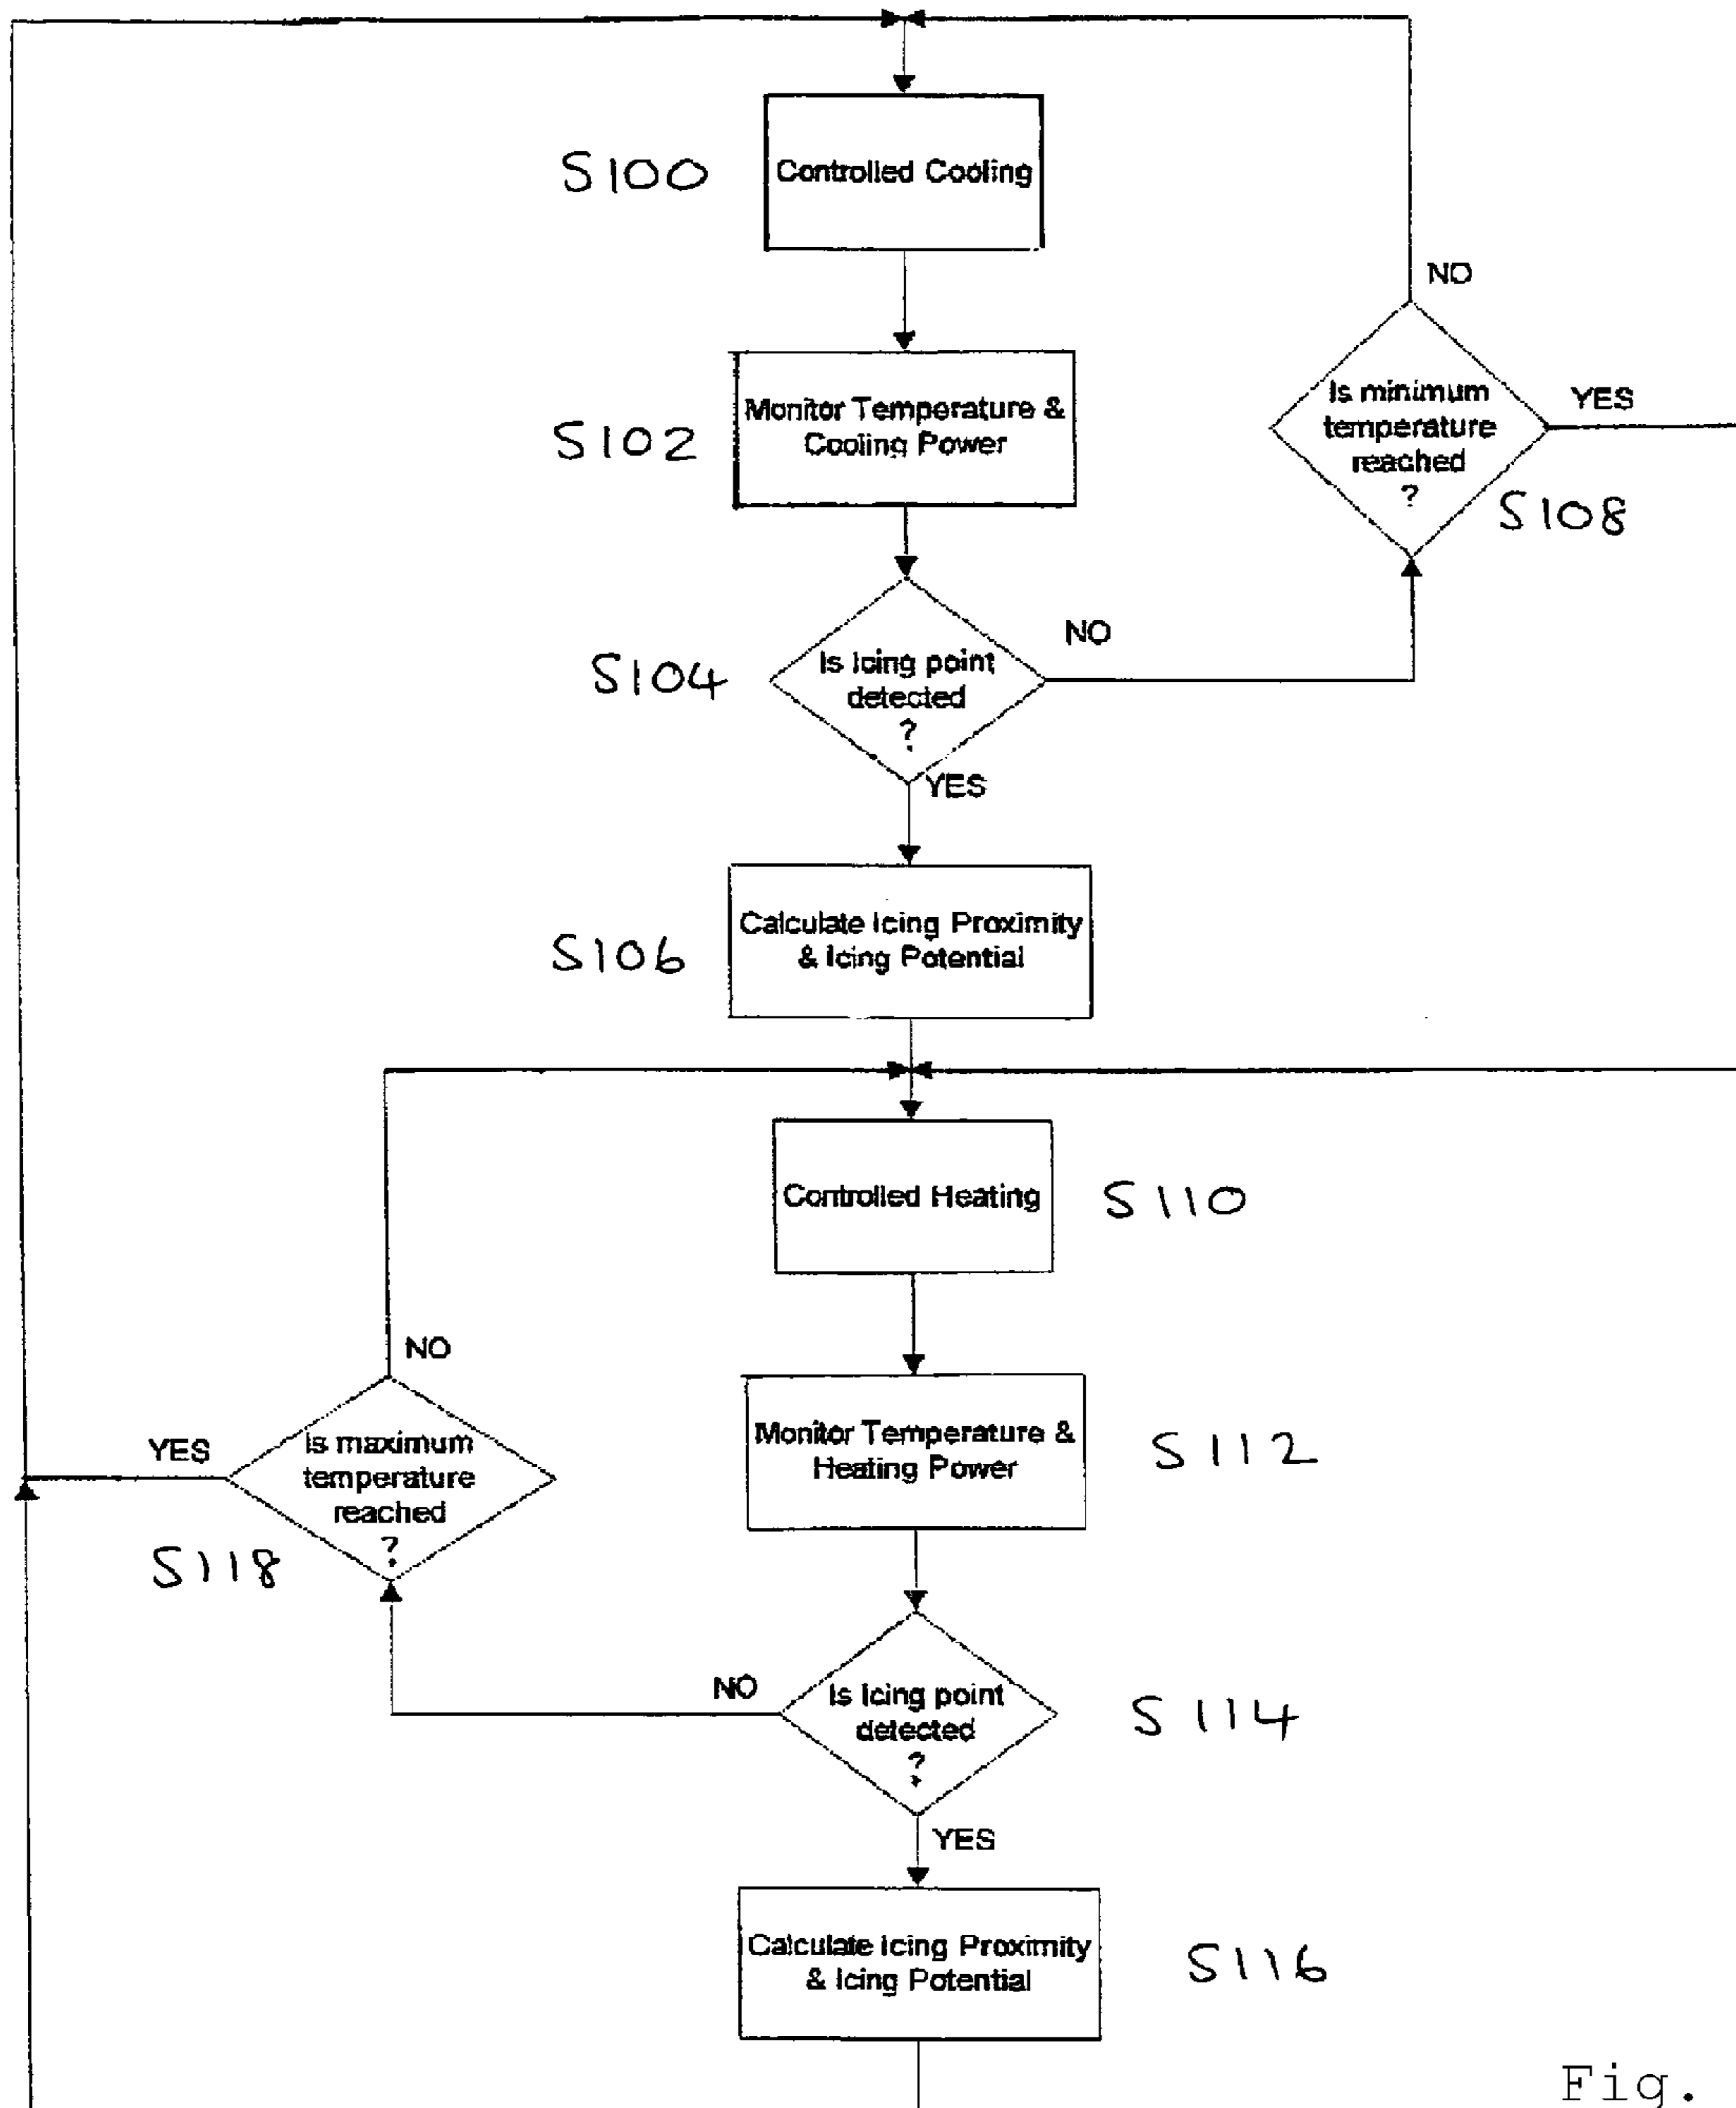 S100
Controlled Cooling
NO
S102
Monitor Temperature &
Cooling Power
Is minimum
temperature
reached
?
YES
S108
S104
Is Icing point
detected
?
NO
YES
S106
Calculate Icing Proximity
& Icing Potential
Controlled Heating
S110
NO
YES
Is maximum
temperature
reached
?
S118
Monitor Temperature &
Heating Power
S112
NO
Is Icing point
detected
?
S114
YES
Calculate Icing Proximity
& Icing Potential
S116
Fig.